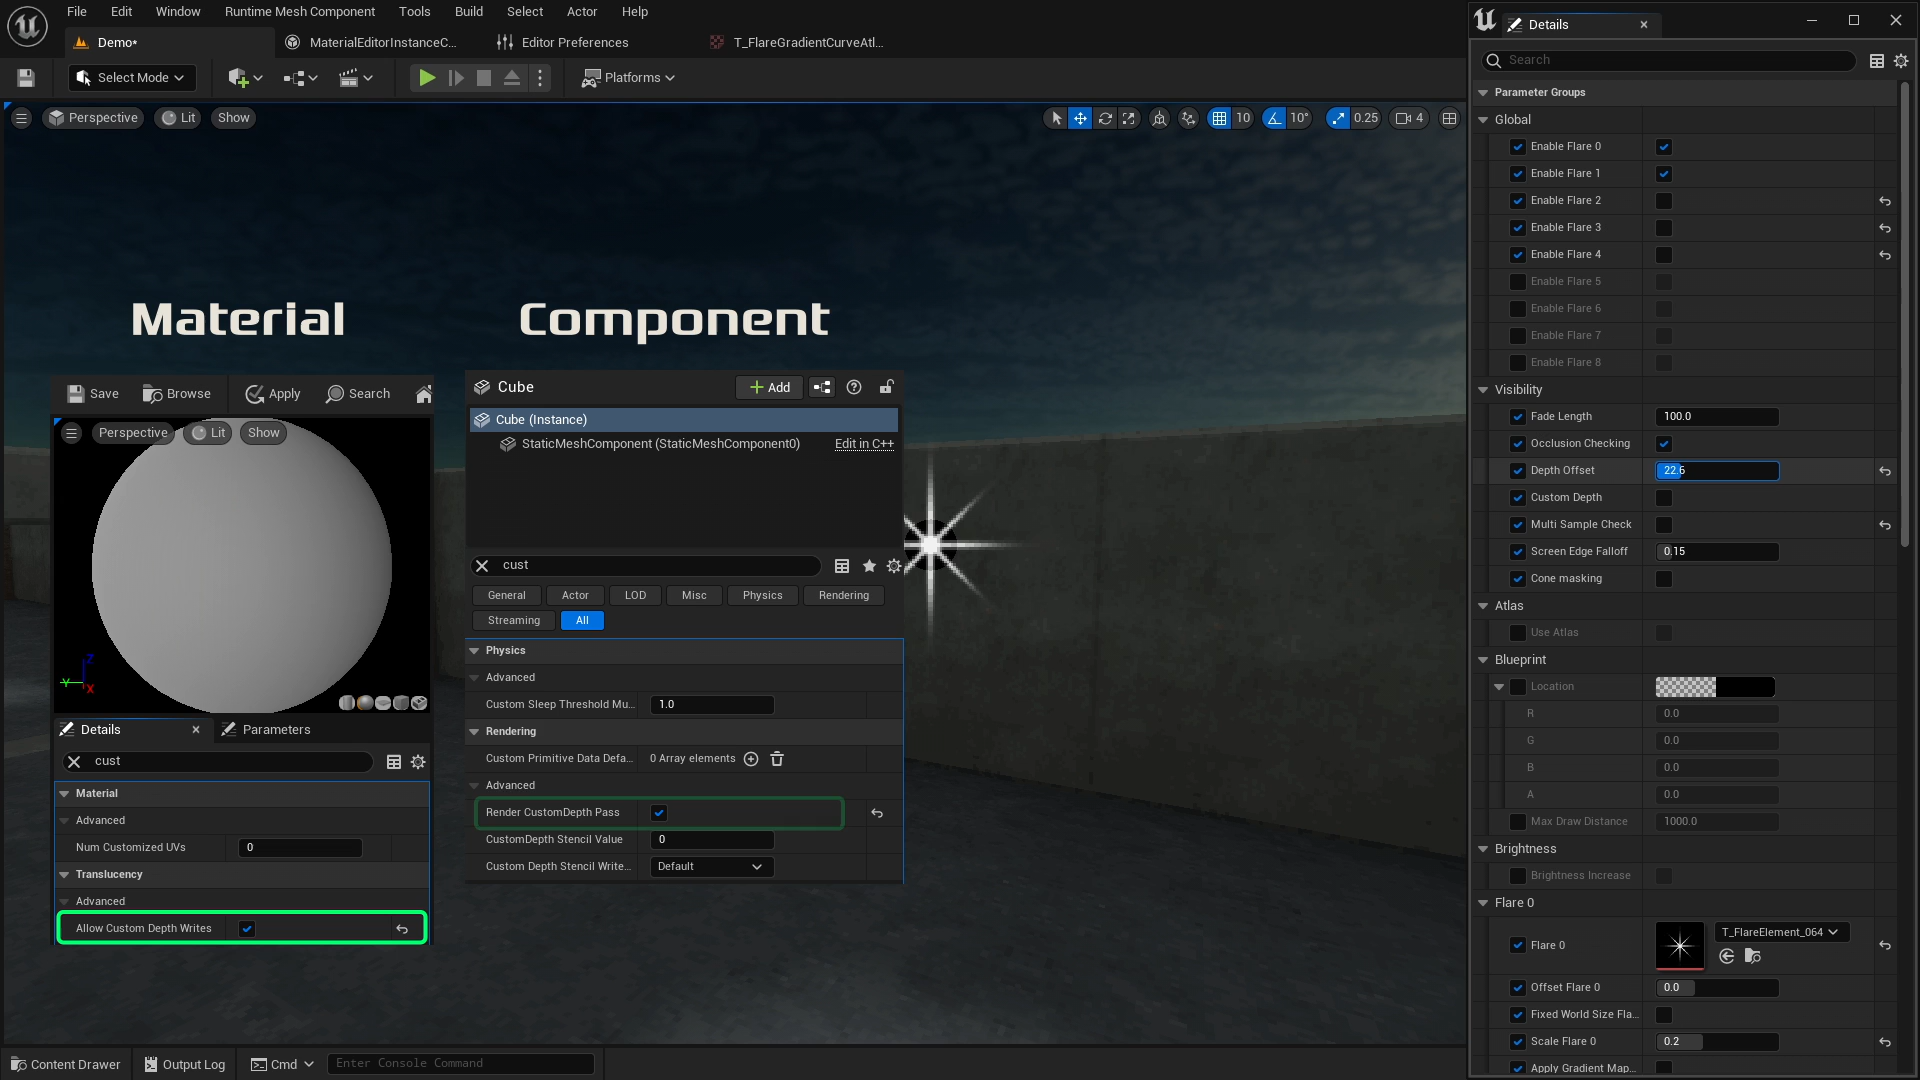 File Edit Window Runtime Mesh Component Tools Build Select Actor Help
Demo* MaterialEditorInstanceC... Editor Preferences T_FlareGradientCurveAtl...
Select Mode Platforms
Perspective Lit Show 10 10° 0.25 4
Material Component
Save Browse Apply Search
Perspective Lit Show
Z
Y
X
Details Parameters
cust
Material
Advanced
Num Customized UVs 0
Translucency
Advanced
Allow Custom Depth Writes
Cube Add
Cube (Instance)
StaticMeshComponent (StaticMeshComponent0) Edit in C++
cust
General Actor LOD Misc Physics Rendering
Streaming All
Physics
Advanced
Custom Sleep Threshold Mu... 1.0
Rendering
Custom Primitive Data Defa... 0 Array elements
Advanced
Render CustomDepth Pass
CustomDepth Stencil Value 0
Custom Depth Stencil Write... Default
Details
Search
Parameter Groups
Global
Enable Flare 0
Enable Flare 1
Enable Flare 2
Enable Flare 3
Enable Flare 4
Enable Flare 5
Enable Flare 6
Enable Flare 7
Enable Flare 8
Visibility
Fade Length 100.0
Occlusion Checking
Depth Offset 22.6
Custom Depth
Multi Sample Check
Screen Edge Falloff 0.15
Cone masking
Atlas
Use Atlas
Blueprint
Location
R 0.0
G 0.0
B 0.0
A 0.0
Max Draw Distance 1000.0
Brightness
Brightness Increase
Flare 0
Flare 0 T_FlareElement_064
Offset Flare 0 0.0
Fixed World Size Fla...
Scale Flare 0 0.2
Apply Gradient Map...
Content Drawer Output Log Cmd Enter Console Command